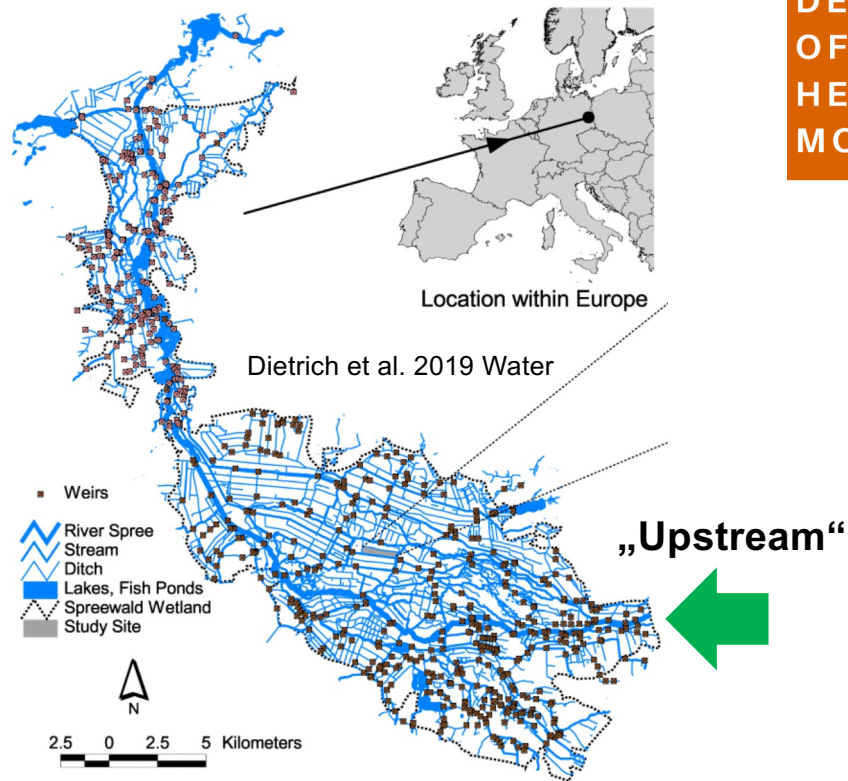 DE
OF
HE
MO
Location within Europe
Dietrich et al. 2019 Water
Weirs
River Spree
Stream
Ditch
Lakes, Fish Ponds
Spreewald Wetland
Study Site
„Upstream“
N
2.5 0 2.5 5 Kilometers